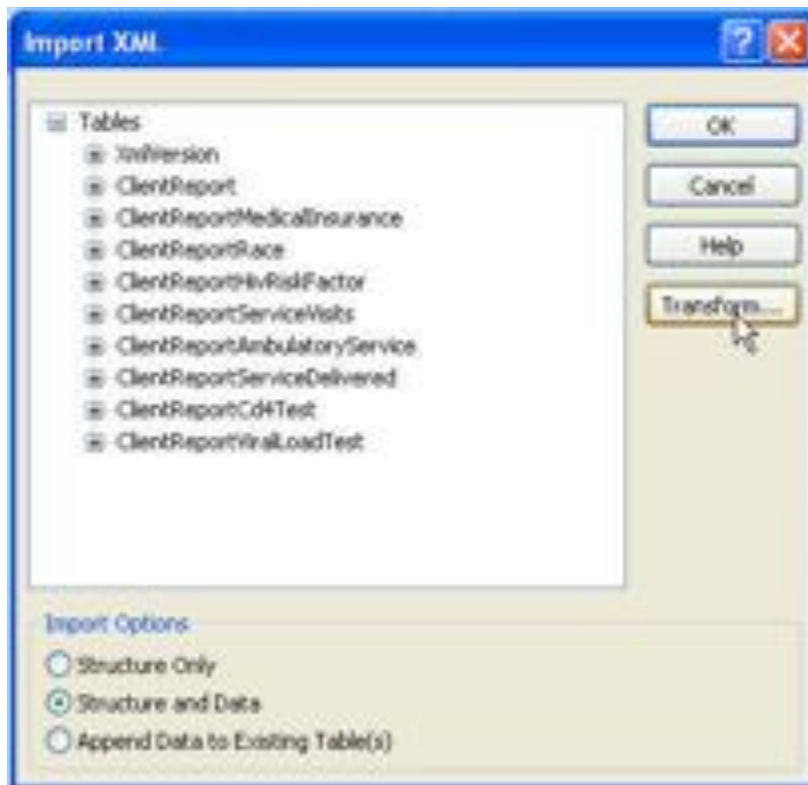 Import XML
Tables
XmlVersion
ClientReport
ClientReportMedicalInsurance
ClientReportRace
ClientReportHivRiskFactor
ClientReportServiceVisits
ClientReportAmbulatoryService
ClientReportServiceDelivered
ClientReportCd4Test
ClientReportViralLoadTest
OK
Cancel
Help
Transform...
Import Options
Structure Only
Structure and Data
Append Data to Existing Table(s)